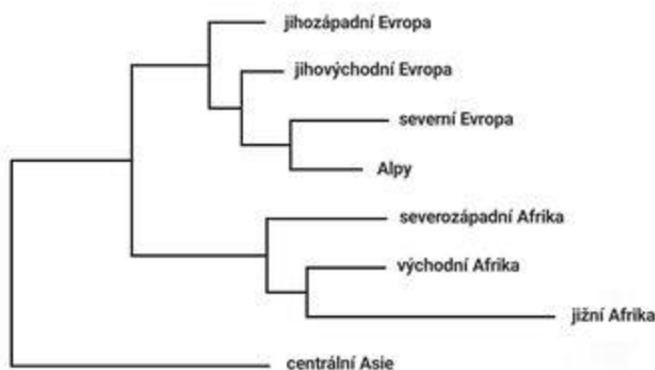 jihozápadní Evropa
jihovýchodní Evropa
severní Evropa
Alpy
severozápadní Afrika
východní Afrika
jižní Afrika
centrální Asie